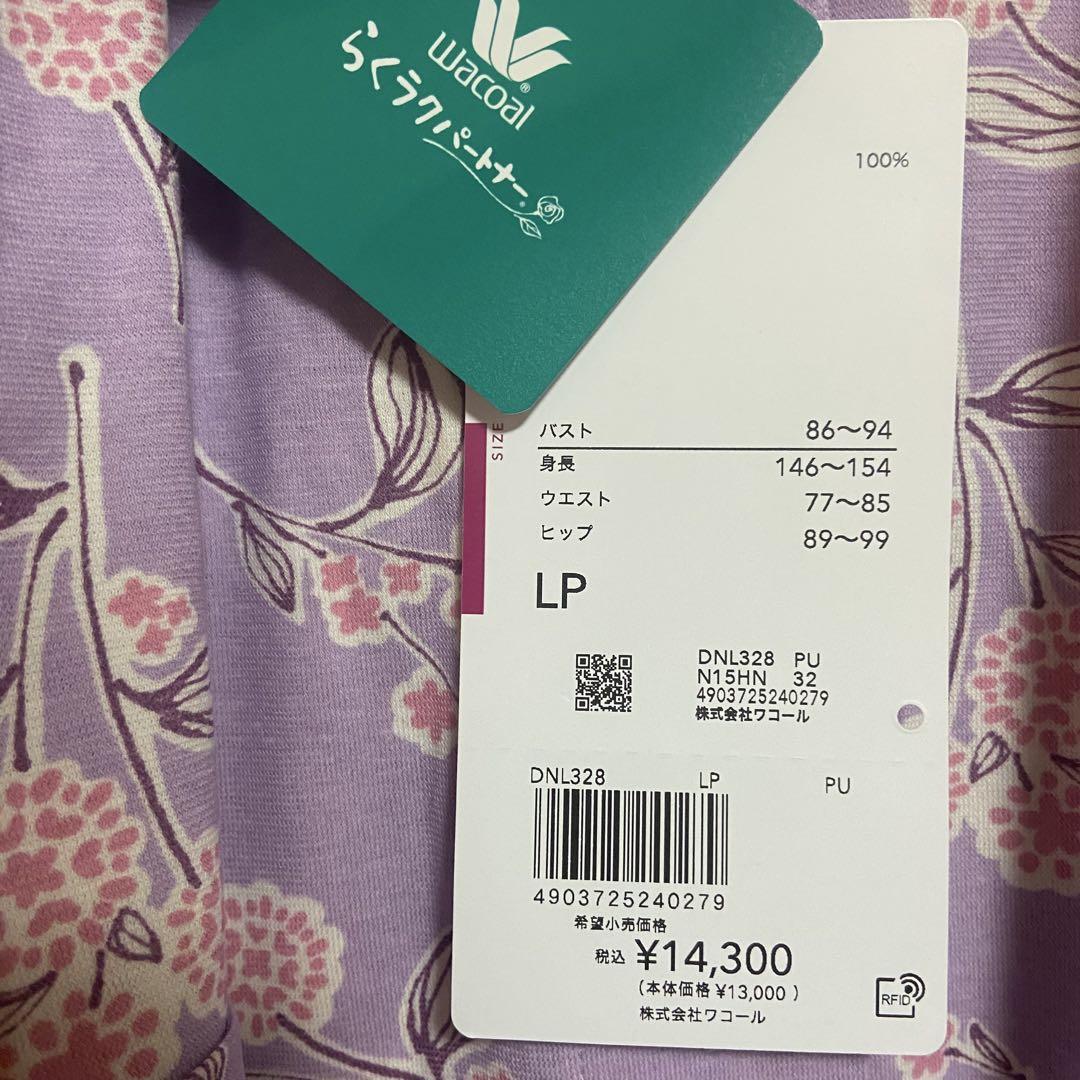 wacoal®
らくラクパートナー®
100%
SIZE
バスト 86〜94
身長 146〜154
ウエスト 77〜85
ヒップ 89〜99
LP
DNL328 PU
N15HN 32
4903725240279
株式会社ワコール
DNL328 LP PU
4903725240279
希望小売価格
税込 ¥14,300
(本体価格 ¥13,000 )
株式会社ワコール
RFID